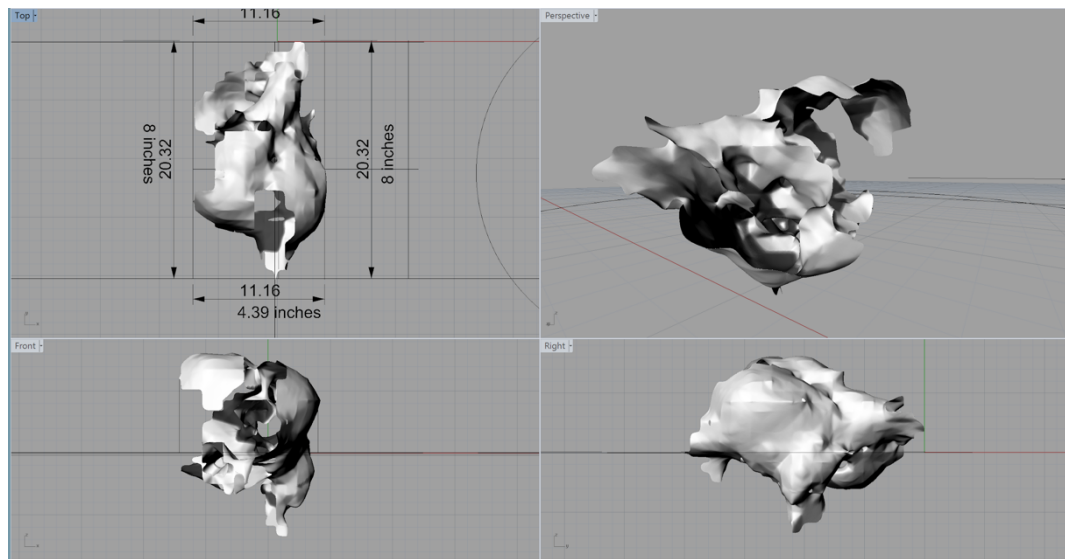 Top
Perspective
11.16
8 inches
20.32
20.32
8 inches
11.16
4.39 inches
Front
Right